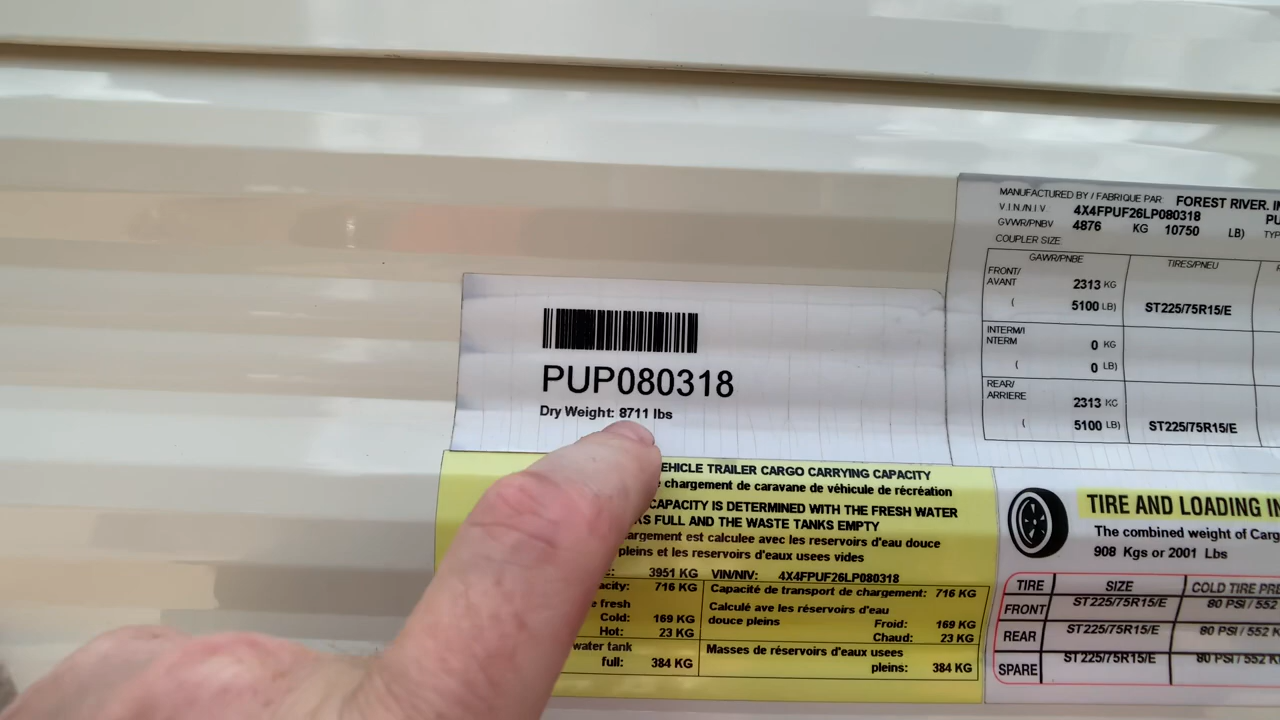 MANUFACTURED BY / FABRIQUE PAR: FOREST RIVER.
V.I.N./N.I.V 4X4FPUF26LP080318
GVWR/PNBV 4876 KG 10750 LB)
COUPLER SIZE
GAWR/PNBE TIRES/PNEU
FRONT/
AVANT 2313 KG
( 5100 LB) ST225/75R15/E
INTERM/I
NTERM 0 KG
( 0 LB)
REAR/
ARRIERE 2313 KG
( 5100 LB) ST225/75R15/E
PUP080318
Dry Weight: 8711 lbs
TRAILER CARGO CARRYING CAPACITY
chargement de caravane de véhicule de récréation
CAPACITY IS DETERMINED WITH THE FRESH WATER
FULL AND THE WASTE TANKS EMPTY
est calculee avec les reservoirs d'eau douce
pleins et les reservoirs d'eaux usees vides
3951 KG VIN/NIV: 4X4FPUF26LP080318
716 KG Capacité de transport de chargement: 716 KG
fresh Calculé ave les réservoirs d'eau
douce pleins
Cold: 169 KG Froid: 169 KG
Hot: 23 KG Chaud: 23 KG
water tank Masses de réservoirs d'eaux usees
full: 384 KG pleins: 384 KG
TIRE AND LOADING
The combined weight of
908 Kgs or 2001 Lbs
TIRE SIZE COLD TIRE
FRONT ST225/75R15/E 80 PSI / 552
REAR ST225/75R15/E 80 PSI / 552
SPARE ST225/75R15/E 80 PSI / 552